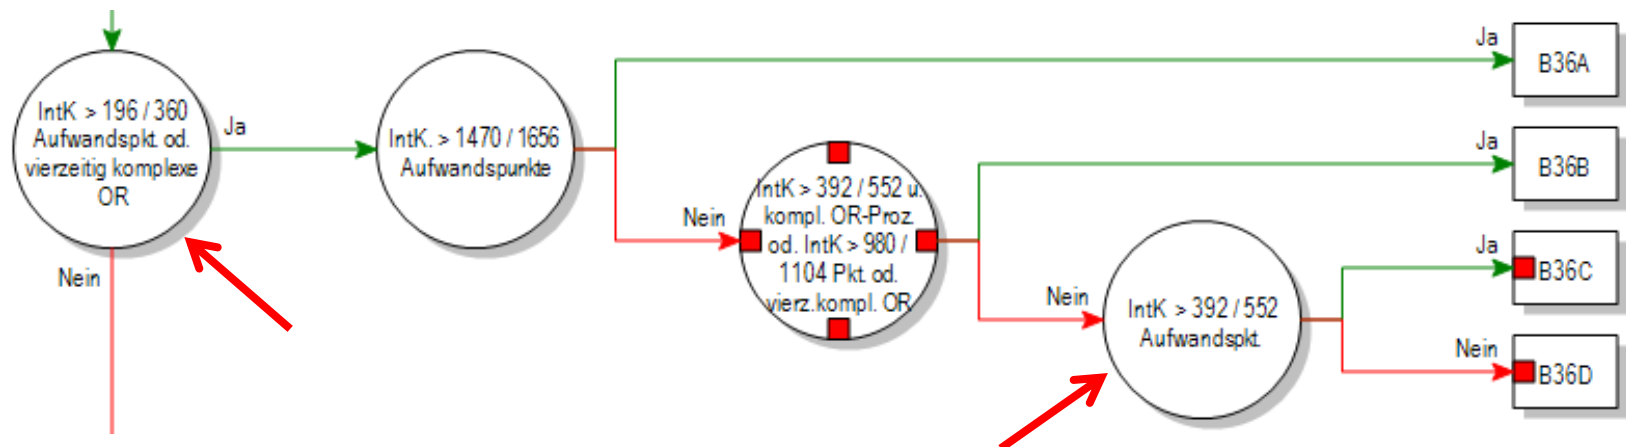 IntK > 196 / 360
Aufwandspkt. od.
vierzeitig komplexe
OR
Ja
Nein
IntK. > 1470 / 1656
Aufwandspunkte
Ja
B36A
Nein
IntK > 392 / 552 u.
kompl. OR-Proz.
od. IntK > 980 /
1104 Pkt. od.
vierz.kompl. OR
Ja
B36B
Nein
IntK > 392 / 552
Aufwandspkt.
Ja
B36C
Nein
B36D